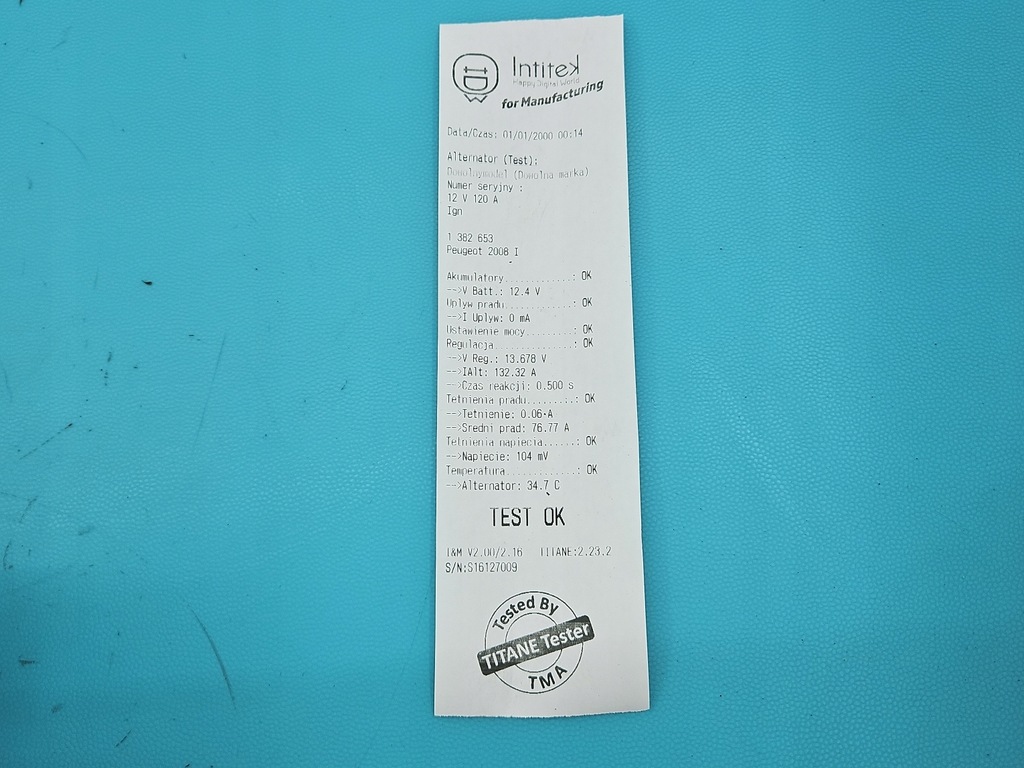 Intitek
Happy Digital World
for Manufacturing
Data/Czas: 01/01/2000 00:14
Alternator (Test):
Dowolnymodel (Dowolna marka)
Numer seryjny :
12 V 120 A
Ign
1 382 653
Peugeot 2008 I
Akumulatory............: OK
-->V Batt.: 12.4 V
Uplyw pradu............: OK
-->I Uplyw: 0 mA
Ustawienie mocy........: OK
Regulacja..............: OK
-->V Reg.: 13.678 V
-->IAlt: 132.32 A
-->Czas reakcji: 0.500 s
Tetnienia pradu........: OK
-->Tetnienie: 0.06 A
-->Sredni prad: 76.77 A
Tetnienia napiecia.....: OK
-->Napiecie: 104 mV
Temperatura............: OK
-->Alternator: 34.7 C
TEST OK
T&M V2.00/2.16 TITANE:2.23.2
S/N:S16127009
Tested By
TITANE Tester
TMA